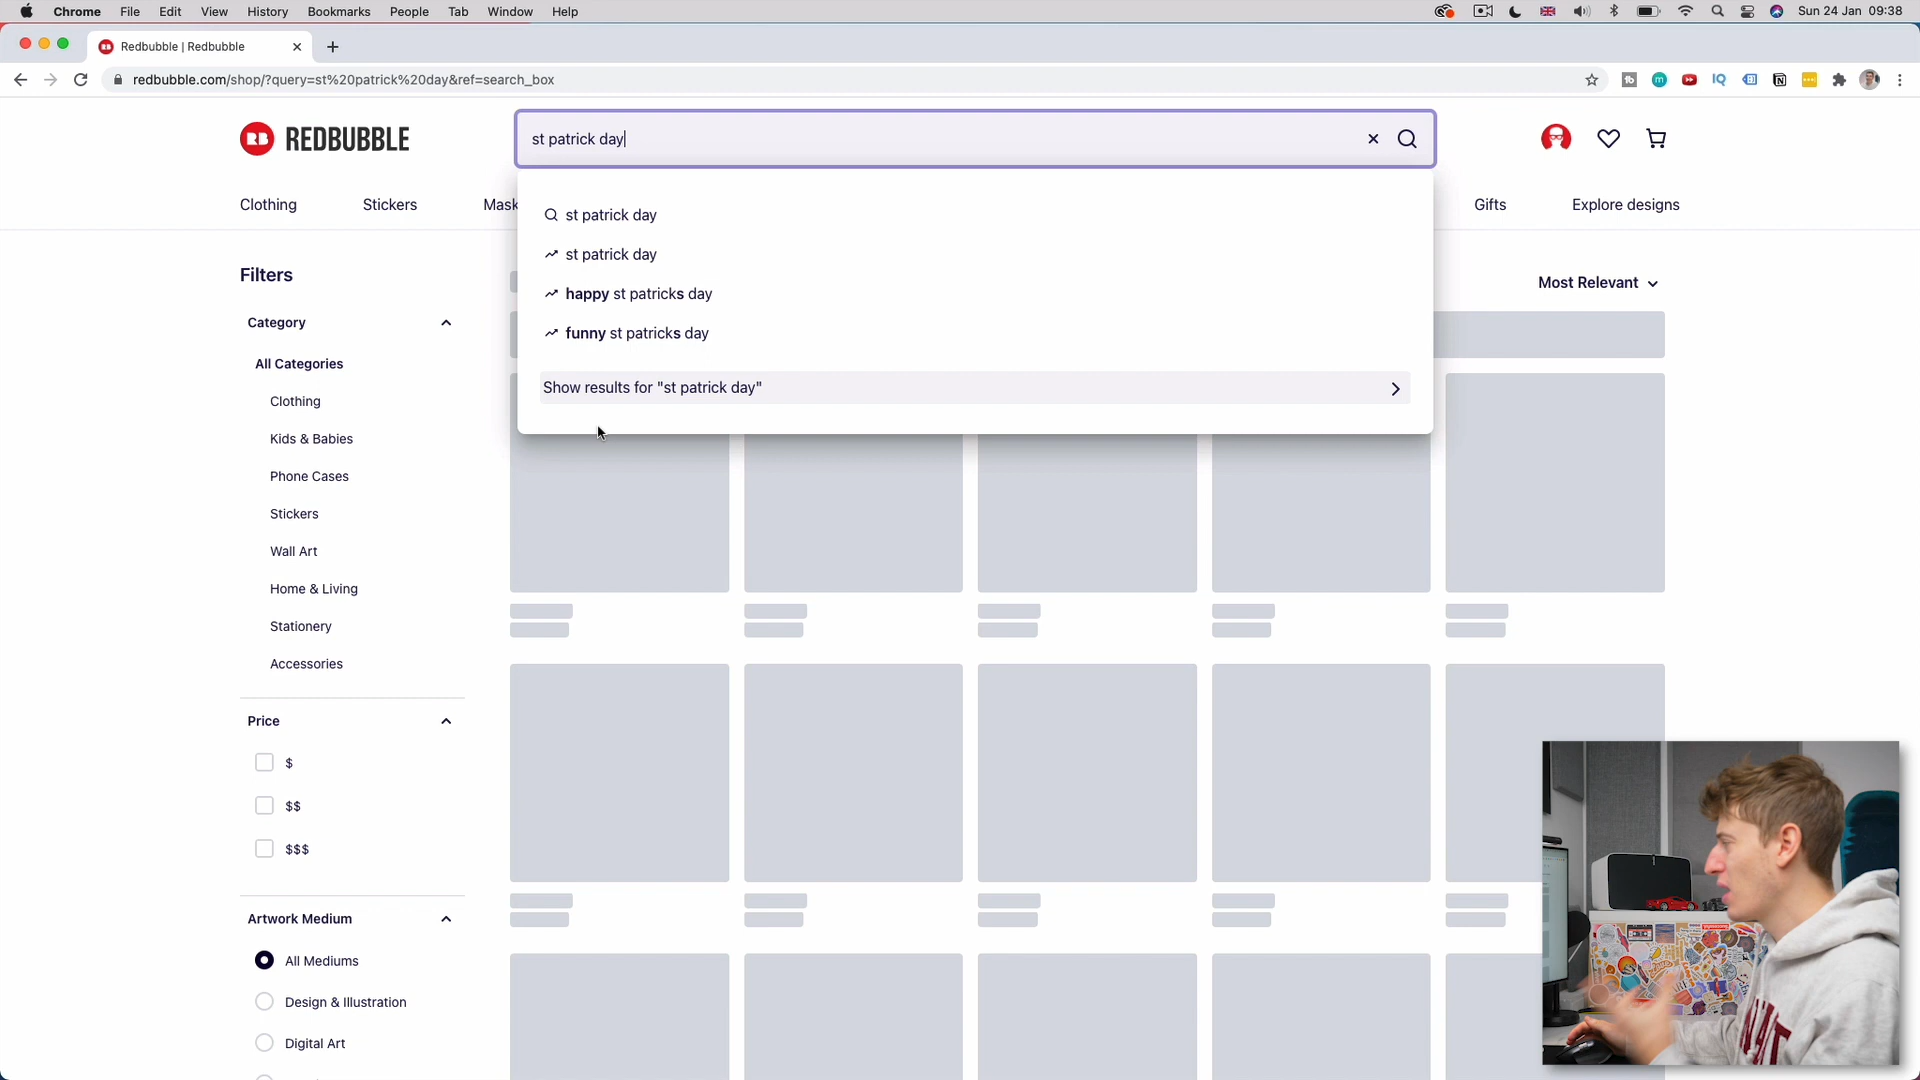 Chrome File Edit View History Bookmarks People Tab Window Help Sun 24 Jan 09:38
Redbubble | Redbubble
redbubble.com/shop/?query=st%20patrick%20day&ref=search_box
RB REDBUBBLE
st patrick day
Clothing Stickers Mask Gifts Explore designs
st patrick day
st patrick day
happy st patricks day
funny st patricks day
Show results for "st patrick day"
Most Relevant
Filters
Category
All Categories
Clothing
Kids & Babies
Phone Cases
Stickers
Wall Art
Home & Living
Stationery
Accessories
Price
$
$$
$$$
Artwork Medium
All Mediums
Design & Illustration
Digital Art